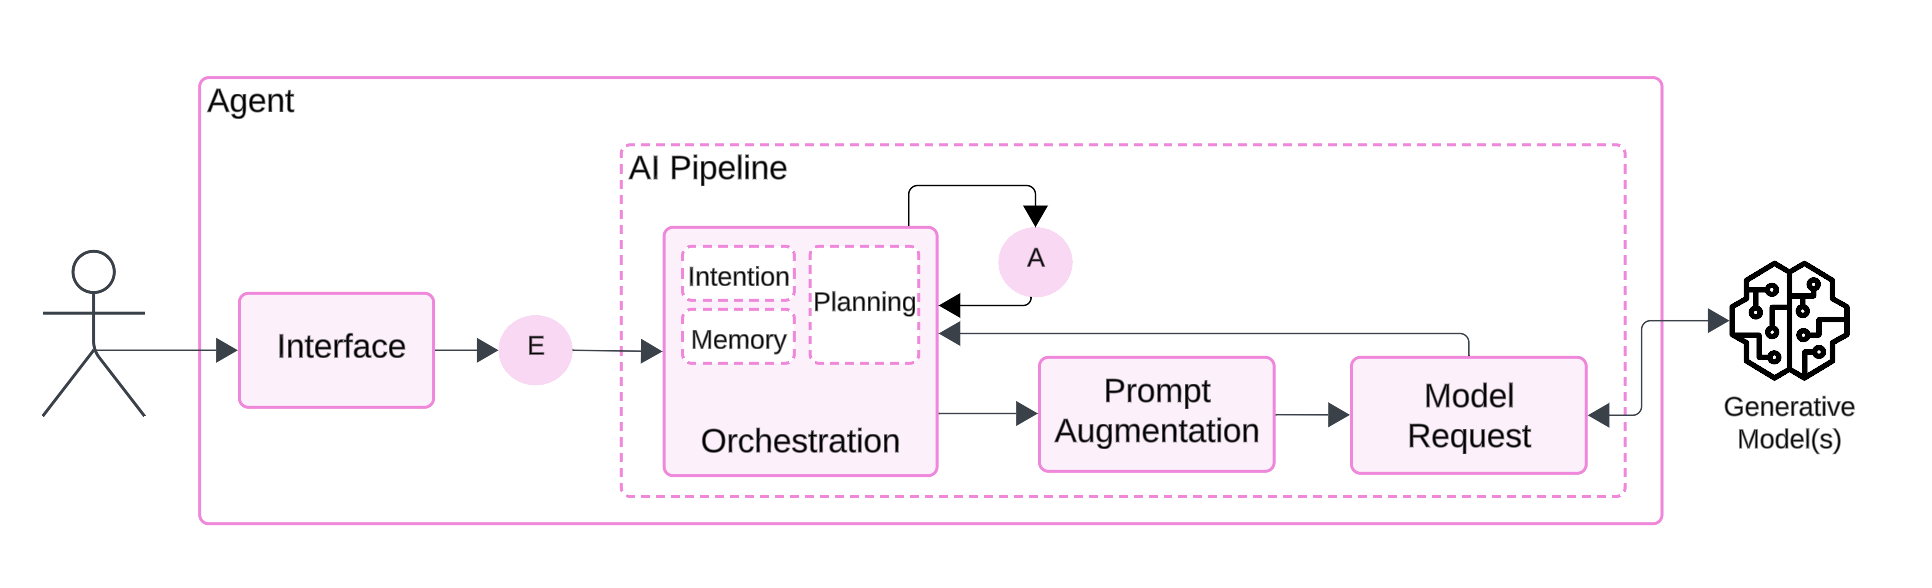 Agent
AI Pipeline
Interface
E
Intention
Memory
Planning
Orchestration
A
Prompt
Augmentation
Model
Request
Generative
Model(s)